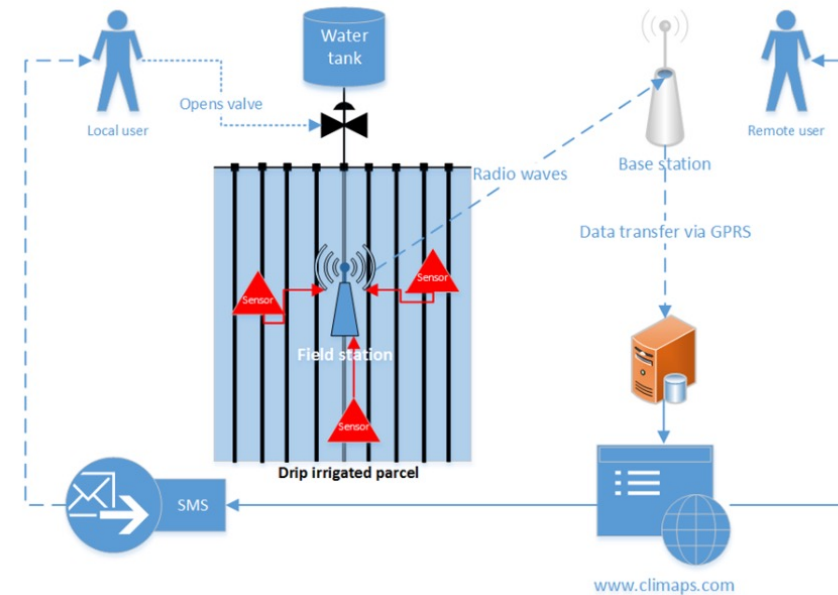 Water
tank
Opens valve
Local user
Remote user
Base station
Radio waves
Data transfer via GPRS
Sensor
Sensor
Field station
Sensor
Drip irrigated parcel
SMS
www.climaps.com